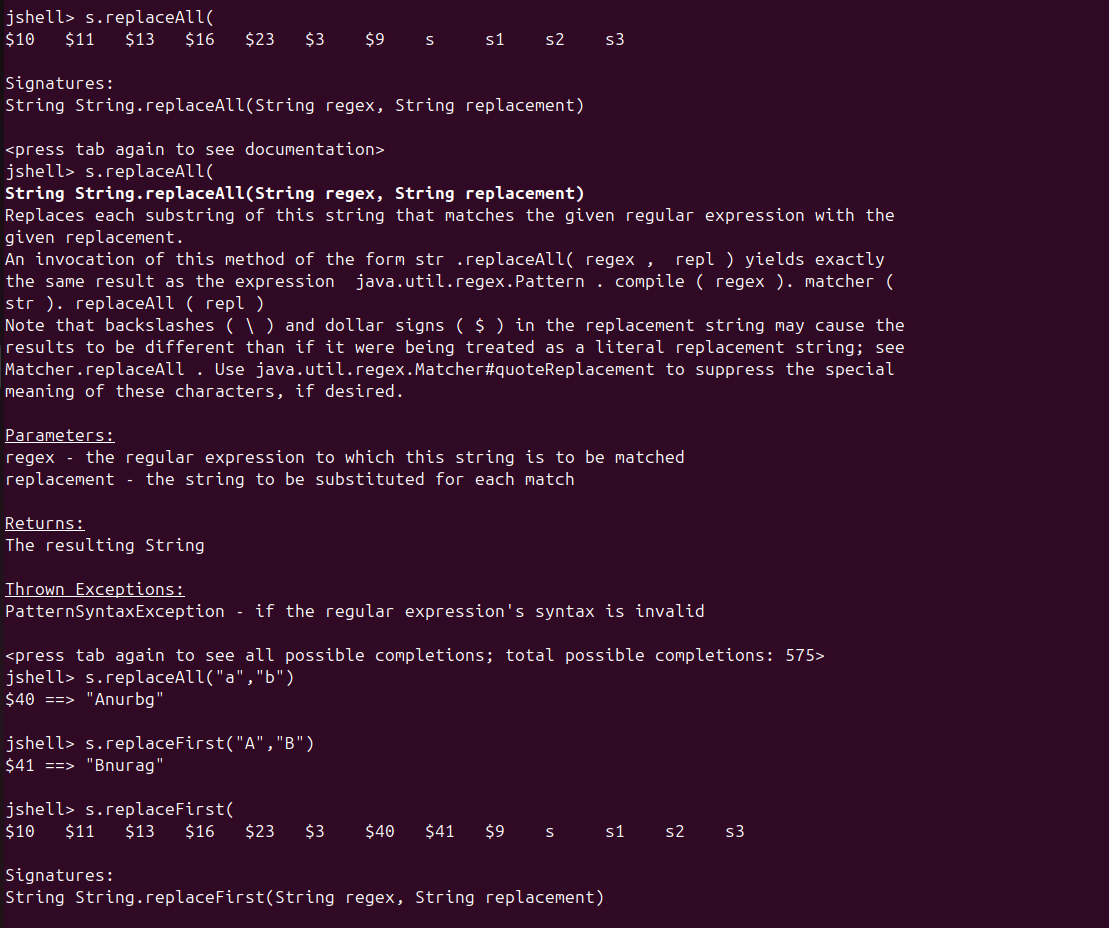 jshell> s.replaceAll(
$10   $11   $13   $16   $23   $3    $9    s     s1    s2    s3
Signatures:
String String.replaceAll(String regex, String replacement)
<press tab again to see documentation>
jshell> s.replaceAll(
String String.replaceAll(String regex, String replacement)
Replaces each substring of this string that matches the given regular expression with the
given replacement.
An invocation of this method of the form str .replaceAll( regex ,  repl ) yields exactly
the same result as the expression  java.util.regex.Pattern . compile ( regex ). matcher (
str ). replaceAll ( repl )
Note that backslashes ( \ ) and dollar signs ( $ ) in the replacement string may cause the
results to be different than if it were being treated as a literal replacement string; see
Matcher.replaceAll . Use java.util.regex.Matcher#quoteReplacement to suppress the special
meaning of these characters, if desired.
Parameters:
regex - the regular expression to which this string is to be matched
replacement - the string to be substituted for each match
Returns:
The resulting String
Thrown Exceptions:
PatternSyntaxException - if the regular expression's syntax is invalid
<press tab again to see all possible completions; total possible completions: 575>
jshell> s.replaceAll("a","b")
$40 ==> "Anurbg"
jshell> s.replaceFirst("A","B")
$41 ==> "Bnurag"
jshell> s.replaceFirst(
$10   $11   $13   $16   $23   $3    $40   $41   $9    s     s1    s2    s3
Signatures:
String String.replaceFirst(String regex, String replacement)